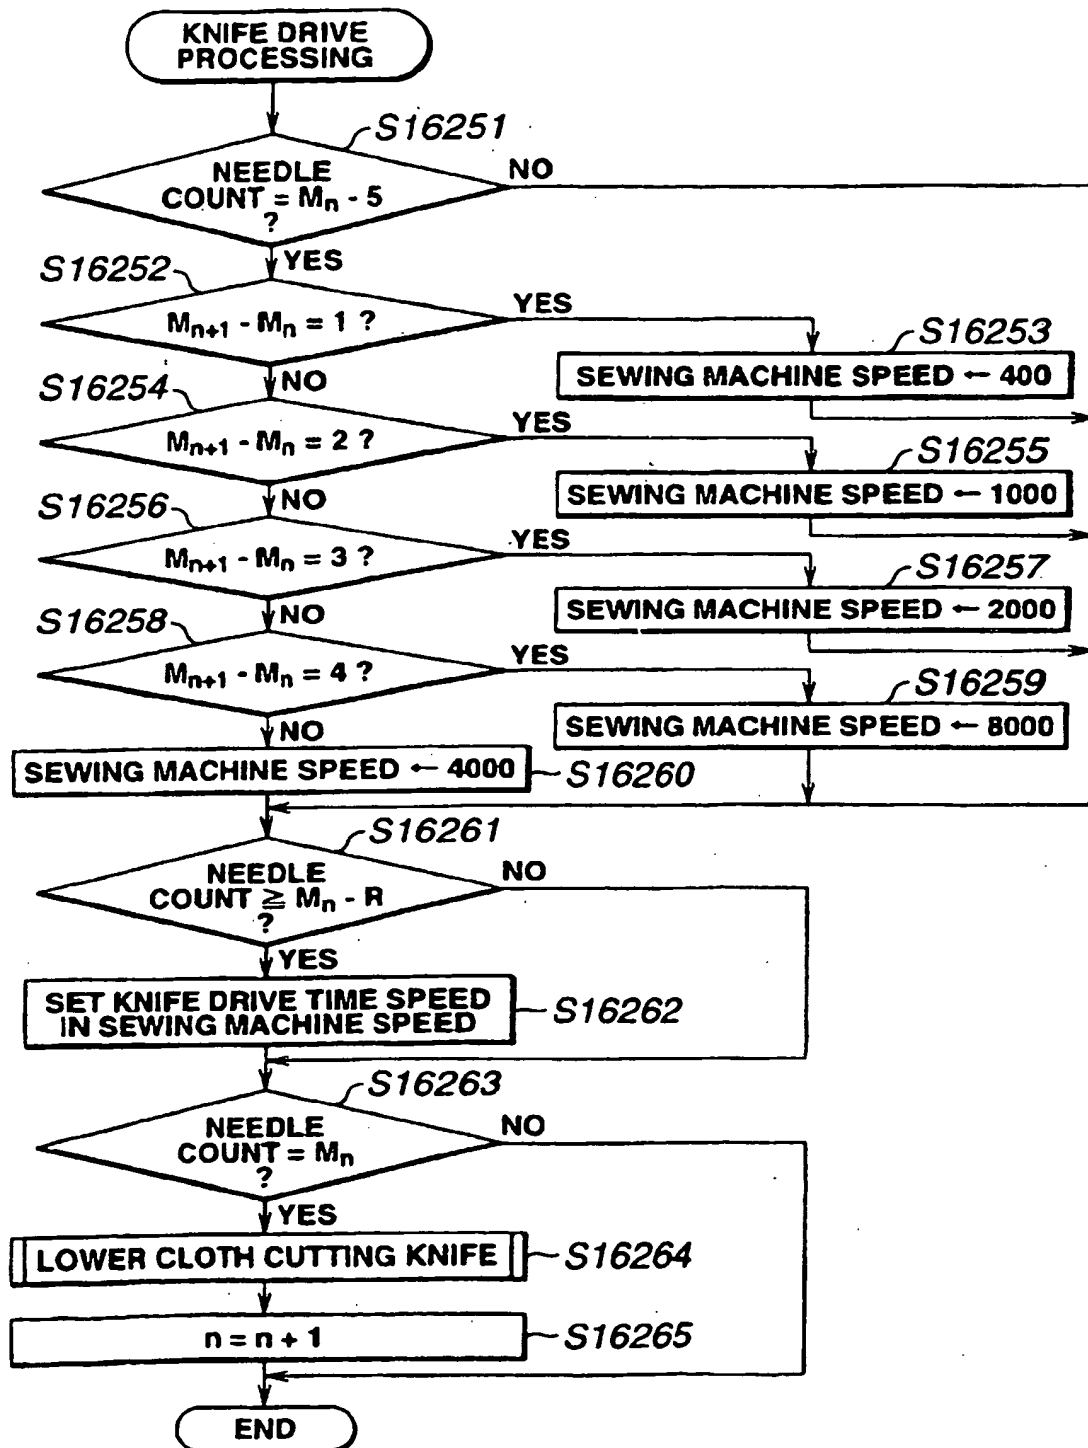 KNIFE DRIVE
PROCESSING
S16251
NEEDLE
COUNT = Mn - 5
?
NO
YES
S16252
Mn+1 - Mn = 1 ?
YES
S16253
SEWING MACHINE SPEED ← 400
NO
S16254
Mn+1 - Mn = 2 ?
YES
S16255
SEWING MACHINE SPEED ← 1000
NO
S16256
Mn+1 - Mn = 3 ?
YES
S16257
SEWING MACHINE SPEED ← 2000
NO
S16258
Mn+1 - Mn = 4 ?
YES
S16259
SEWING MACHINE SPEED ← 8000
NO
SEWING MACHINE SPEED ← 4000
S16260
S16261
NEEDLE
COUNT ≧ Mn - R
?
NO
YES
SET KNIFE DRIVE TIME SPEED
IN SEWING MACHINE SPEED
S16262
S16263
NEEDLE
COUNT = Mn
?
NO
YES
LOWER CLOTH CUTTING KNIFE
S16264
n = n + 1
S16265
END